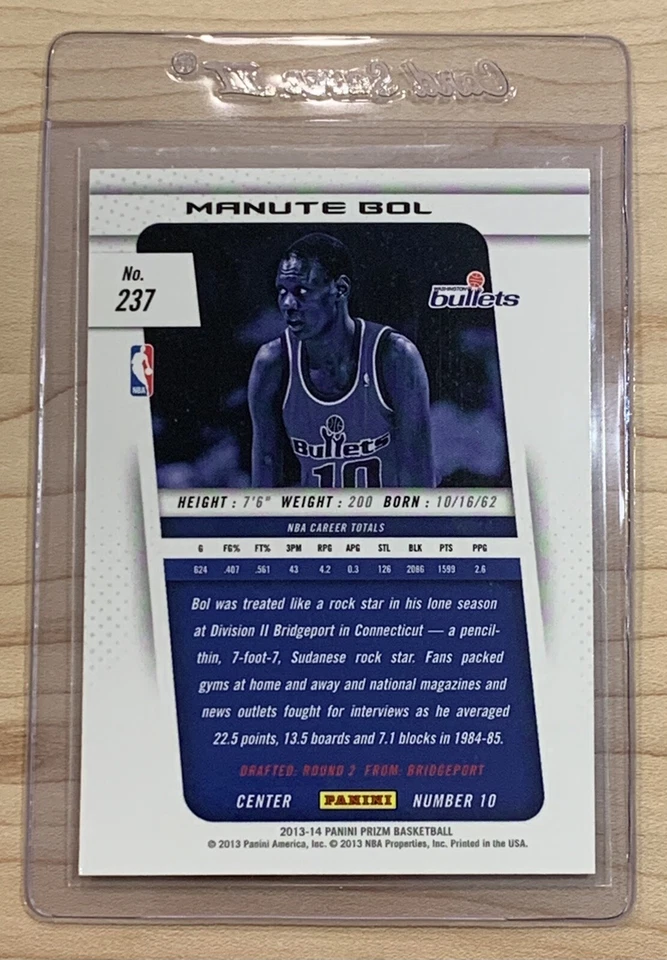 Card Saver II
MANUTE BOL
No.
237
WASHINGTON
bullets
NBA
Bullets
10
HEIGHT : 7'6" WEIGHT : 200 BORN : 10/16/62
NBA CAREER TOTALS
G FG% FT% 3PM RPG APG STL BLK PTS PPG
624 .407 .561 43 4.2 0.3 126 2086 1599 2.6
Bol was treated like a rock star in his lone season
at Division II Bridgeport in Connecticut — a pencil-
thin, 7-foot-7, Sudanese rock star. Fans packed
gyms at home and away and national magazines and
news outlets fought for interviews as he averaged
22.5 points, 13.5 boards and 7.1 blocks in 1984-85.
DRAFTED: ROUND 2 FROM: BRIDGEPORT
CENTER PANINI NUMBER 10
2013-14 PANINI PRIZM BASKETBALL
© 2013 Panini America, Inc. © 2013 NBA Properties, Inc. Printed in the USA.